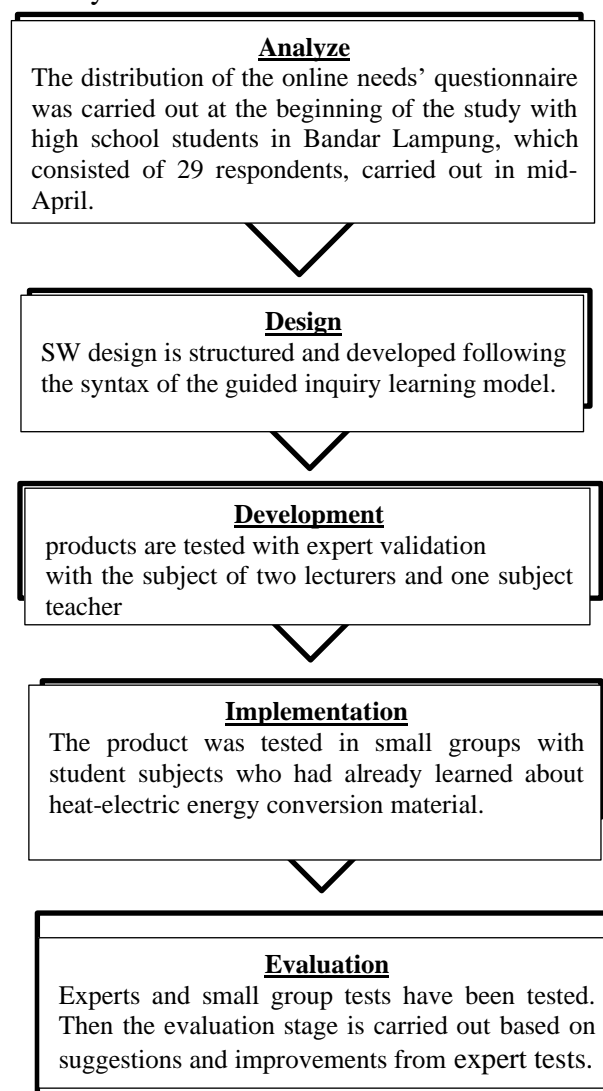 Analyze
The distribution of the online needs' questionnaire
was carried out at the beginning of the study with
high school students in Bandar Lampung, which
consisted of 29 respondents, carried out in mid-
April.
Design
SW design is structured and developed following
the syntax of the guided inquiry learning model.
Development
products are tested with expert validation
with the subject of two lecturers and one subject
teacher
Implementation
The product was tested in small groups with
student subjects who had already learned about
heat-electric energy conversion material.
Evaluation
Experts and small group tests have been tested.
Then the evaluation stage is carried out based on
suggestions and improvements from expert tests.